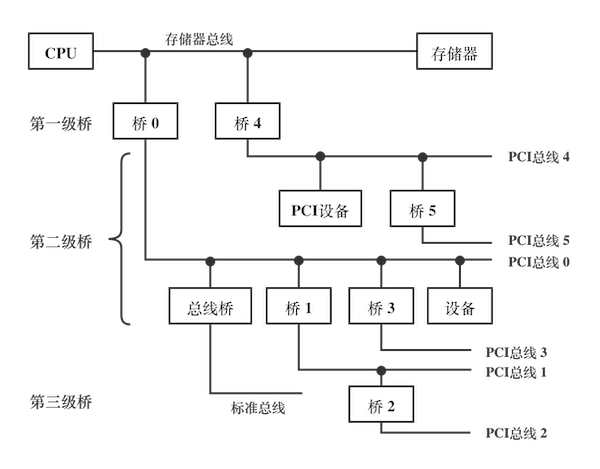 存储器总线
CPU
存储器
第一级桥
桥 0
桥 4
PCI总线 4
PCI设备
桥 5
第二级桥
PCI总线 5
PCI总线 0
总线桥
桥 1
桥 3
设备
PCI总线 3
PCI总线 1
第三级桥
标准总线
桥 2
PCI总线 2